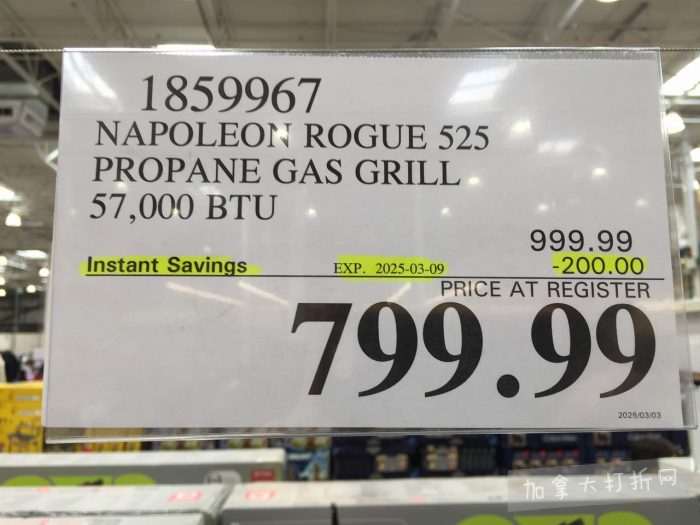 1859967
NAPOLEON ROGUE 525
PROPANE GAS GRILL
57,000 BTU
999.99
Instant Savings EXP. 2025-03-09 -200.00
PRICE AT REGISTER
799.99
2025/03/03
加拿大打折网